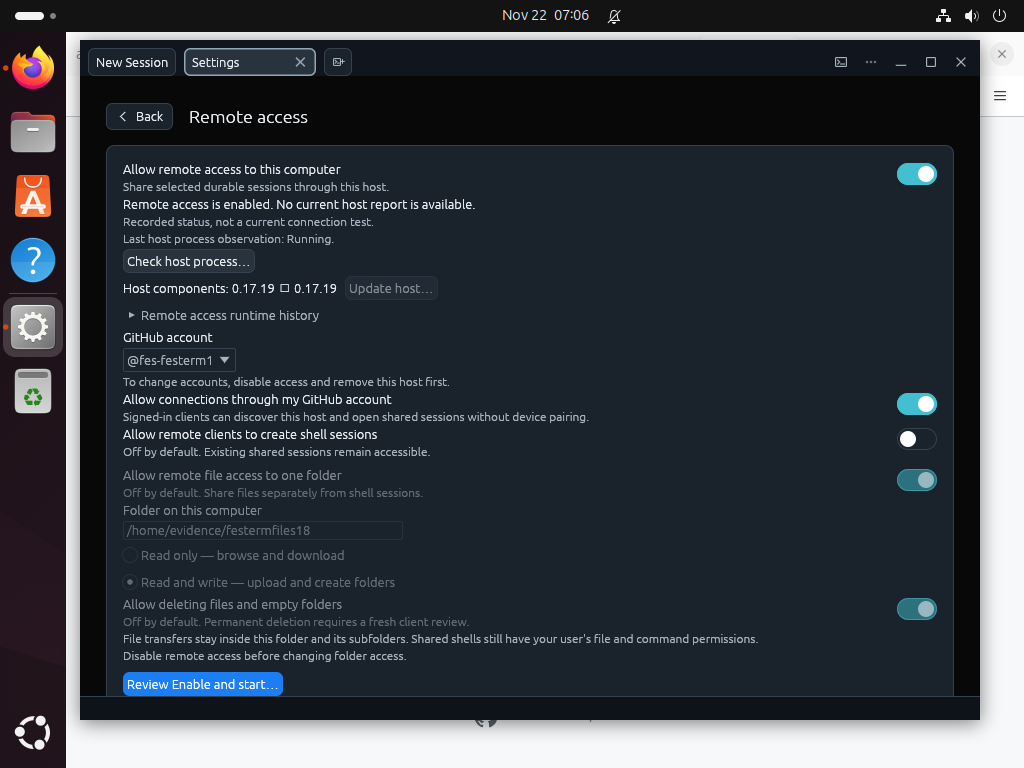 Nov 22 07:06
New Session
Settings
Back
Remote access
Allow remote access to this computer
Share selected durable sessions through this host.
Remote access is enabled. No current host report is available.
Recorded status, not a current connection test.
Last host process observation: Running.
Check host process...
Host components: 0.17.19 □ 0.17.19 Update host...
Remote access runtime history
GitHub account
@fes-festerm1
To change accounts, disable access and remove this host first.
Allow connections through my GitHub account
Signed-in clients can discover this host and open shared sessions without device pairing.
Allow remote clients to create shell sessions
Off by default. Existing shared sessions remain accessible.
Allow remote file access to one folder
Off by default. Share files separately from shell sessions.
Folder on this computer
/home/evidence/festermfiles18
Read only — browse and download
Read and write — upload and create folders
Allow deleting files and empty folders
Off by default. Permanent deletion requires a fresh client review.
File transfers stay inside this folder and its subfolders. Shared shells still have your user's file and command permissions.
Disable remote access before changing folder access.
Review Enable and start...